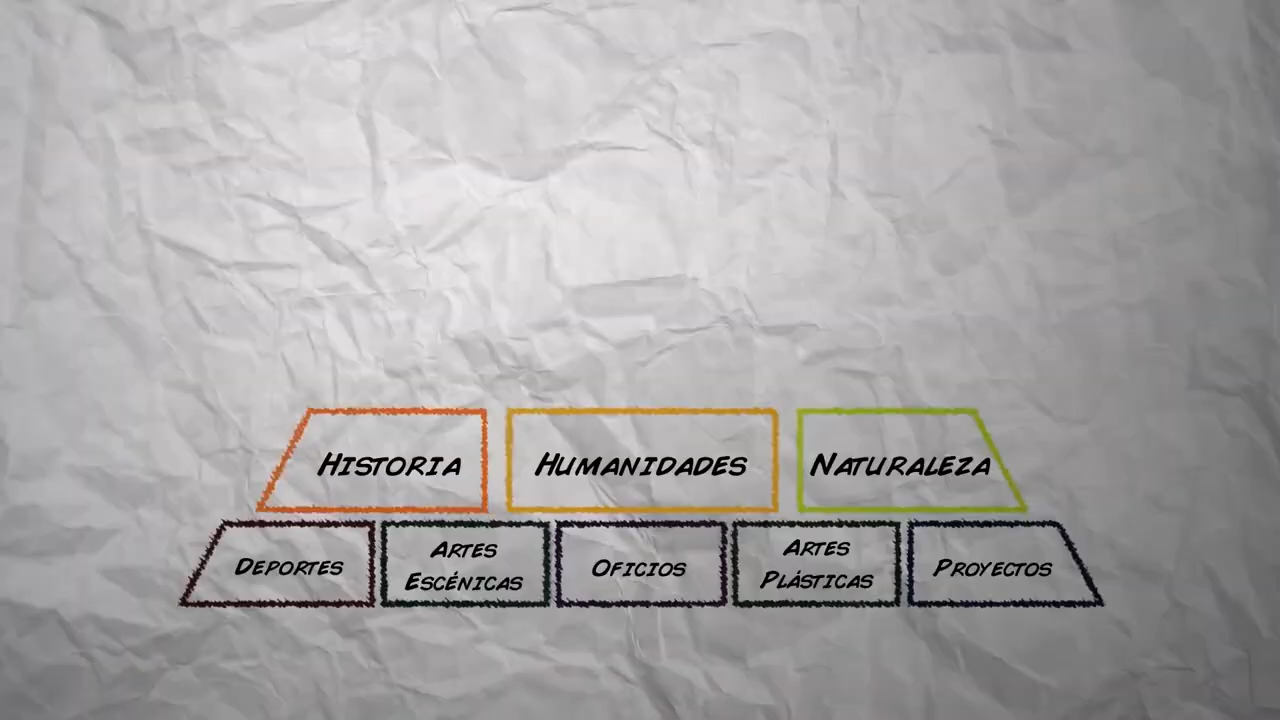 HISTORIA
HUMANIDADES
NATURALEZA
DEPORTES
ARTES
ESCÉNICAS
OFICIOS
ARTES
PLÁSTICAS
PROYECTOS